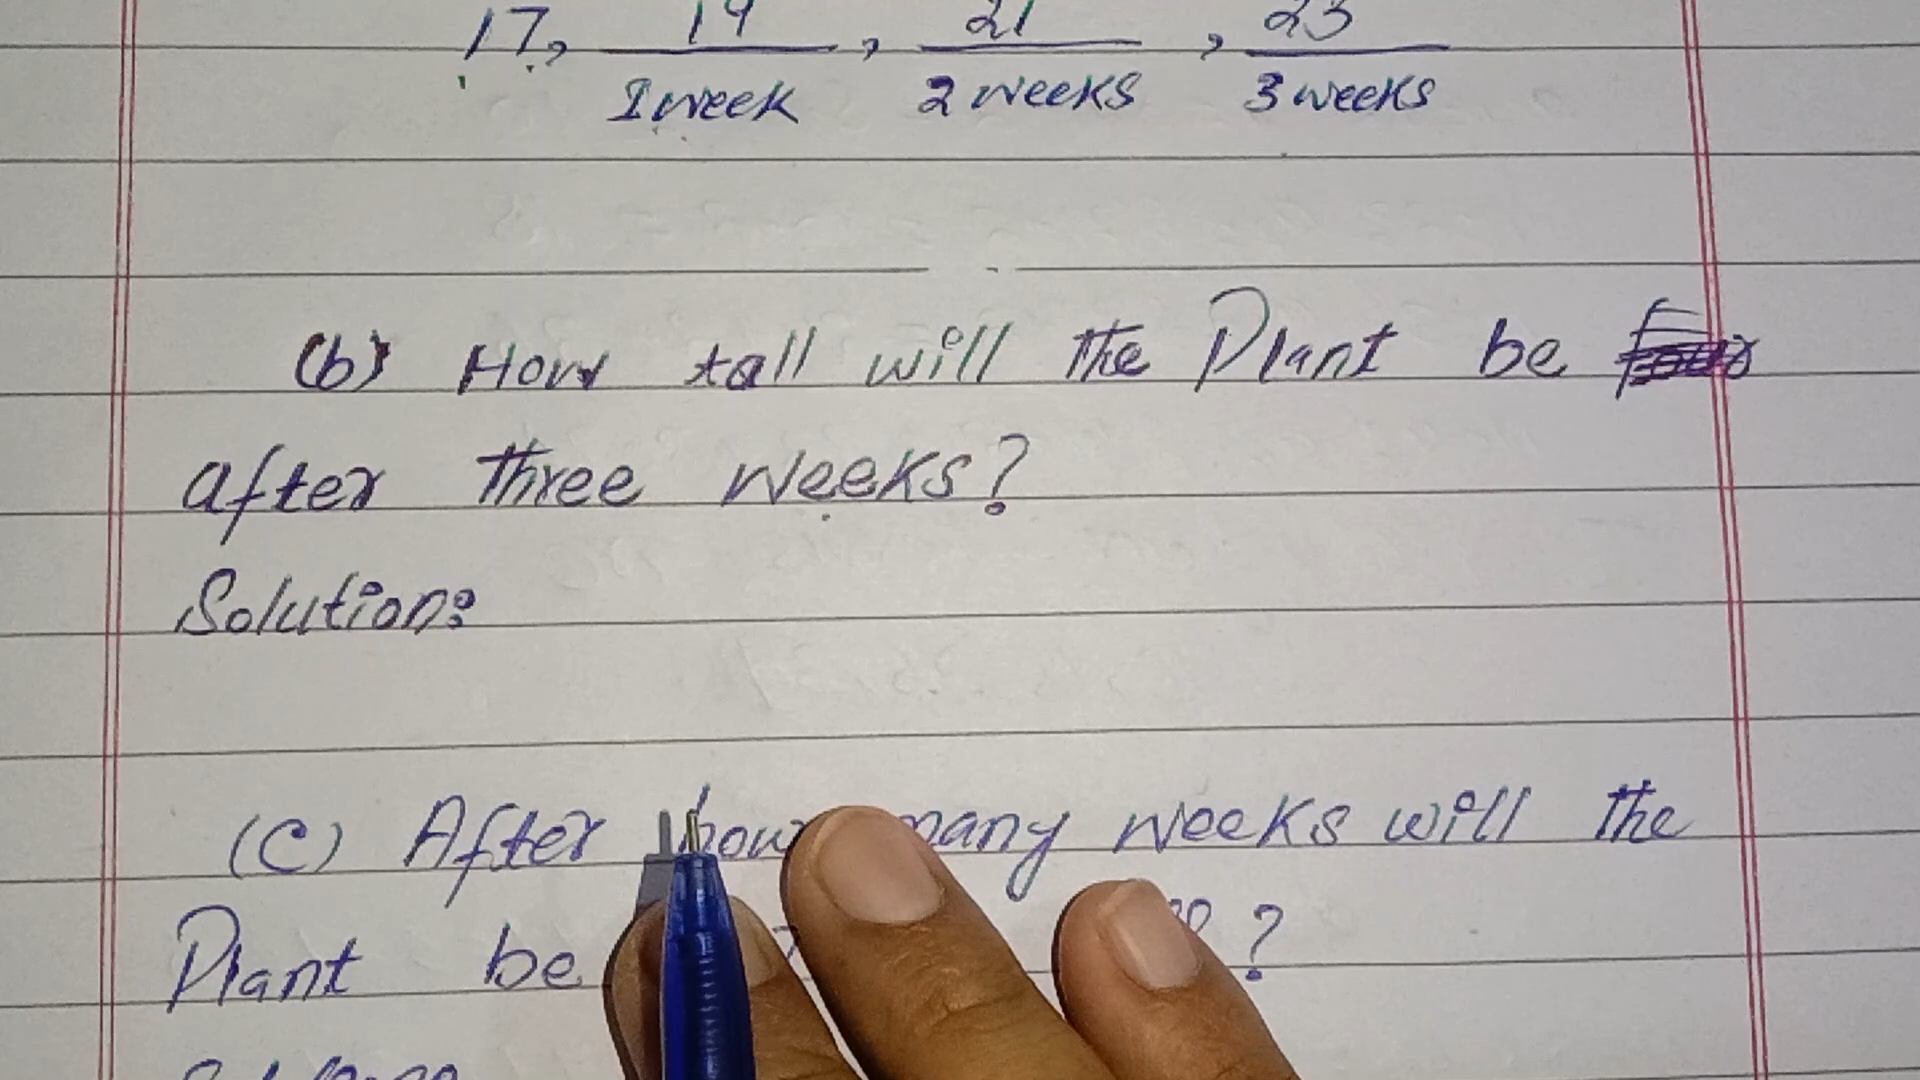 17, 19, 21, 23
1 week 2 weeks 3 weeks
(b) How tall will the Plant be
after three weeks?
Solution:
(C) After how many weeks will the
Plant be ?